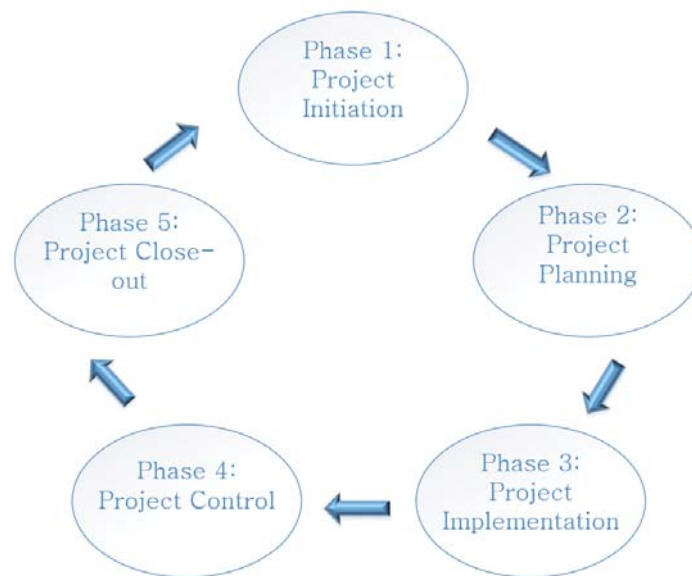 Phase 1:
Project
Initiation
Phase 2:
Project
Planning
Phase 3:
Project
Implementation
Phase 4:
Project Control
Phase 5:
Project Close-
out